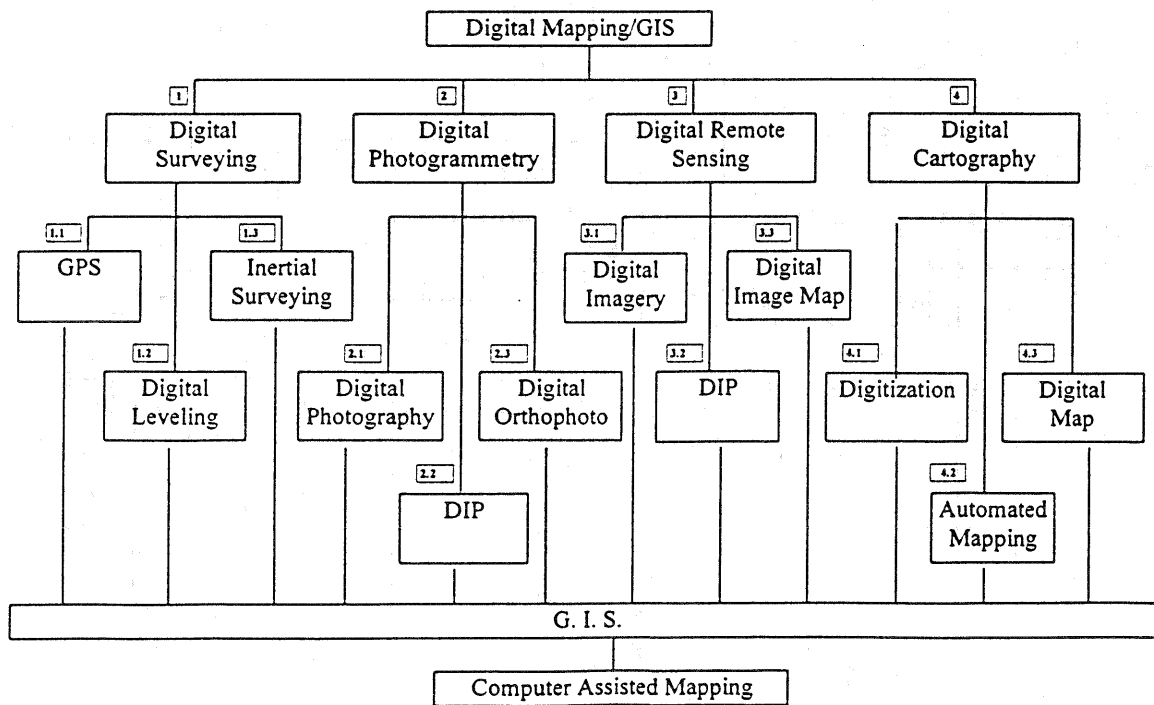 Digital Mapping/GIS
1
2
3
4
Digital
Surveying
Digital
Photogrammetry
Digital Remote
Sensing
Digital
Cartography
1.1
1.3
3.1
3.3
GPS
Inertial
Surveying
Digital
Imagery
Digital
Image Map
1.2
2.1
2.3
3.2
4.1
4.3
Digital
Leveling
Digital
Photography
Digital
Orthophoto
DIP
Digitization
Digital
Map
2.2
4.2
DIP
Automated
Mapping
G. I. S.
Computer Assisted Mapping